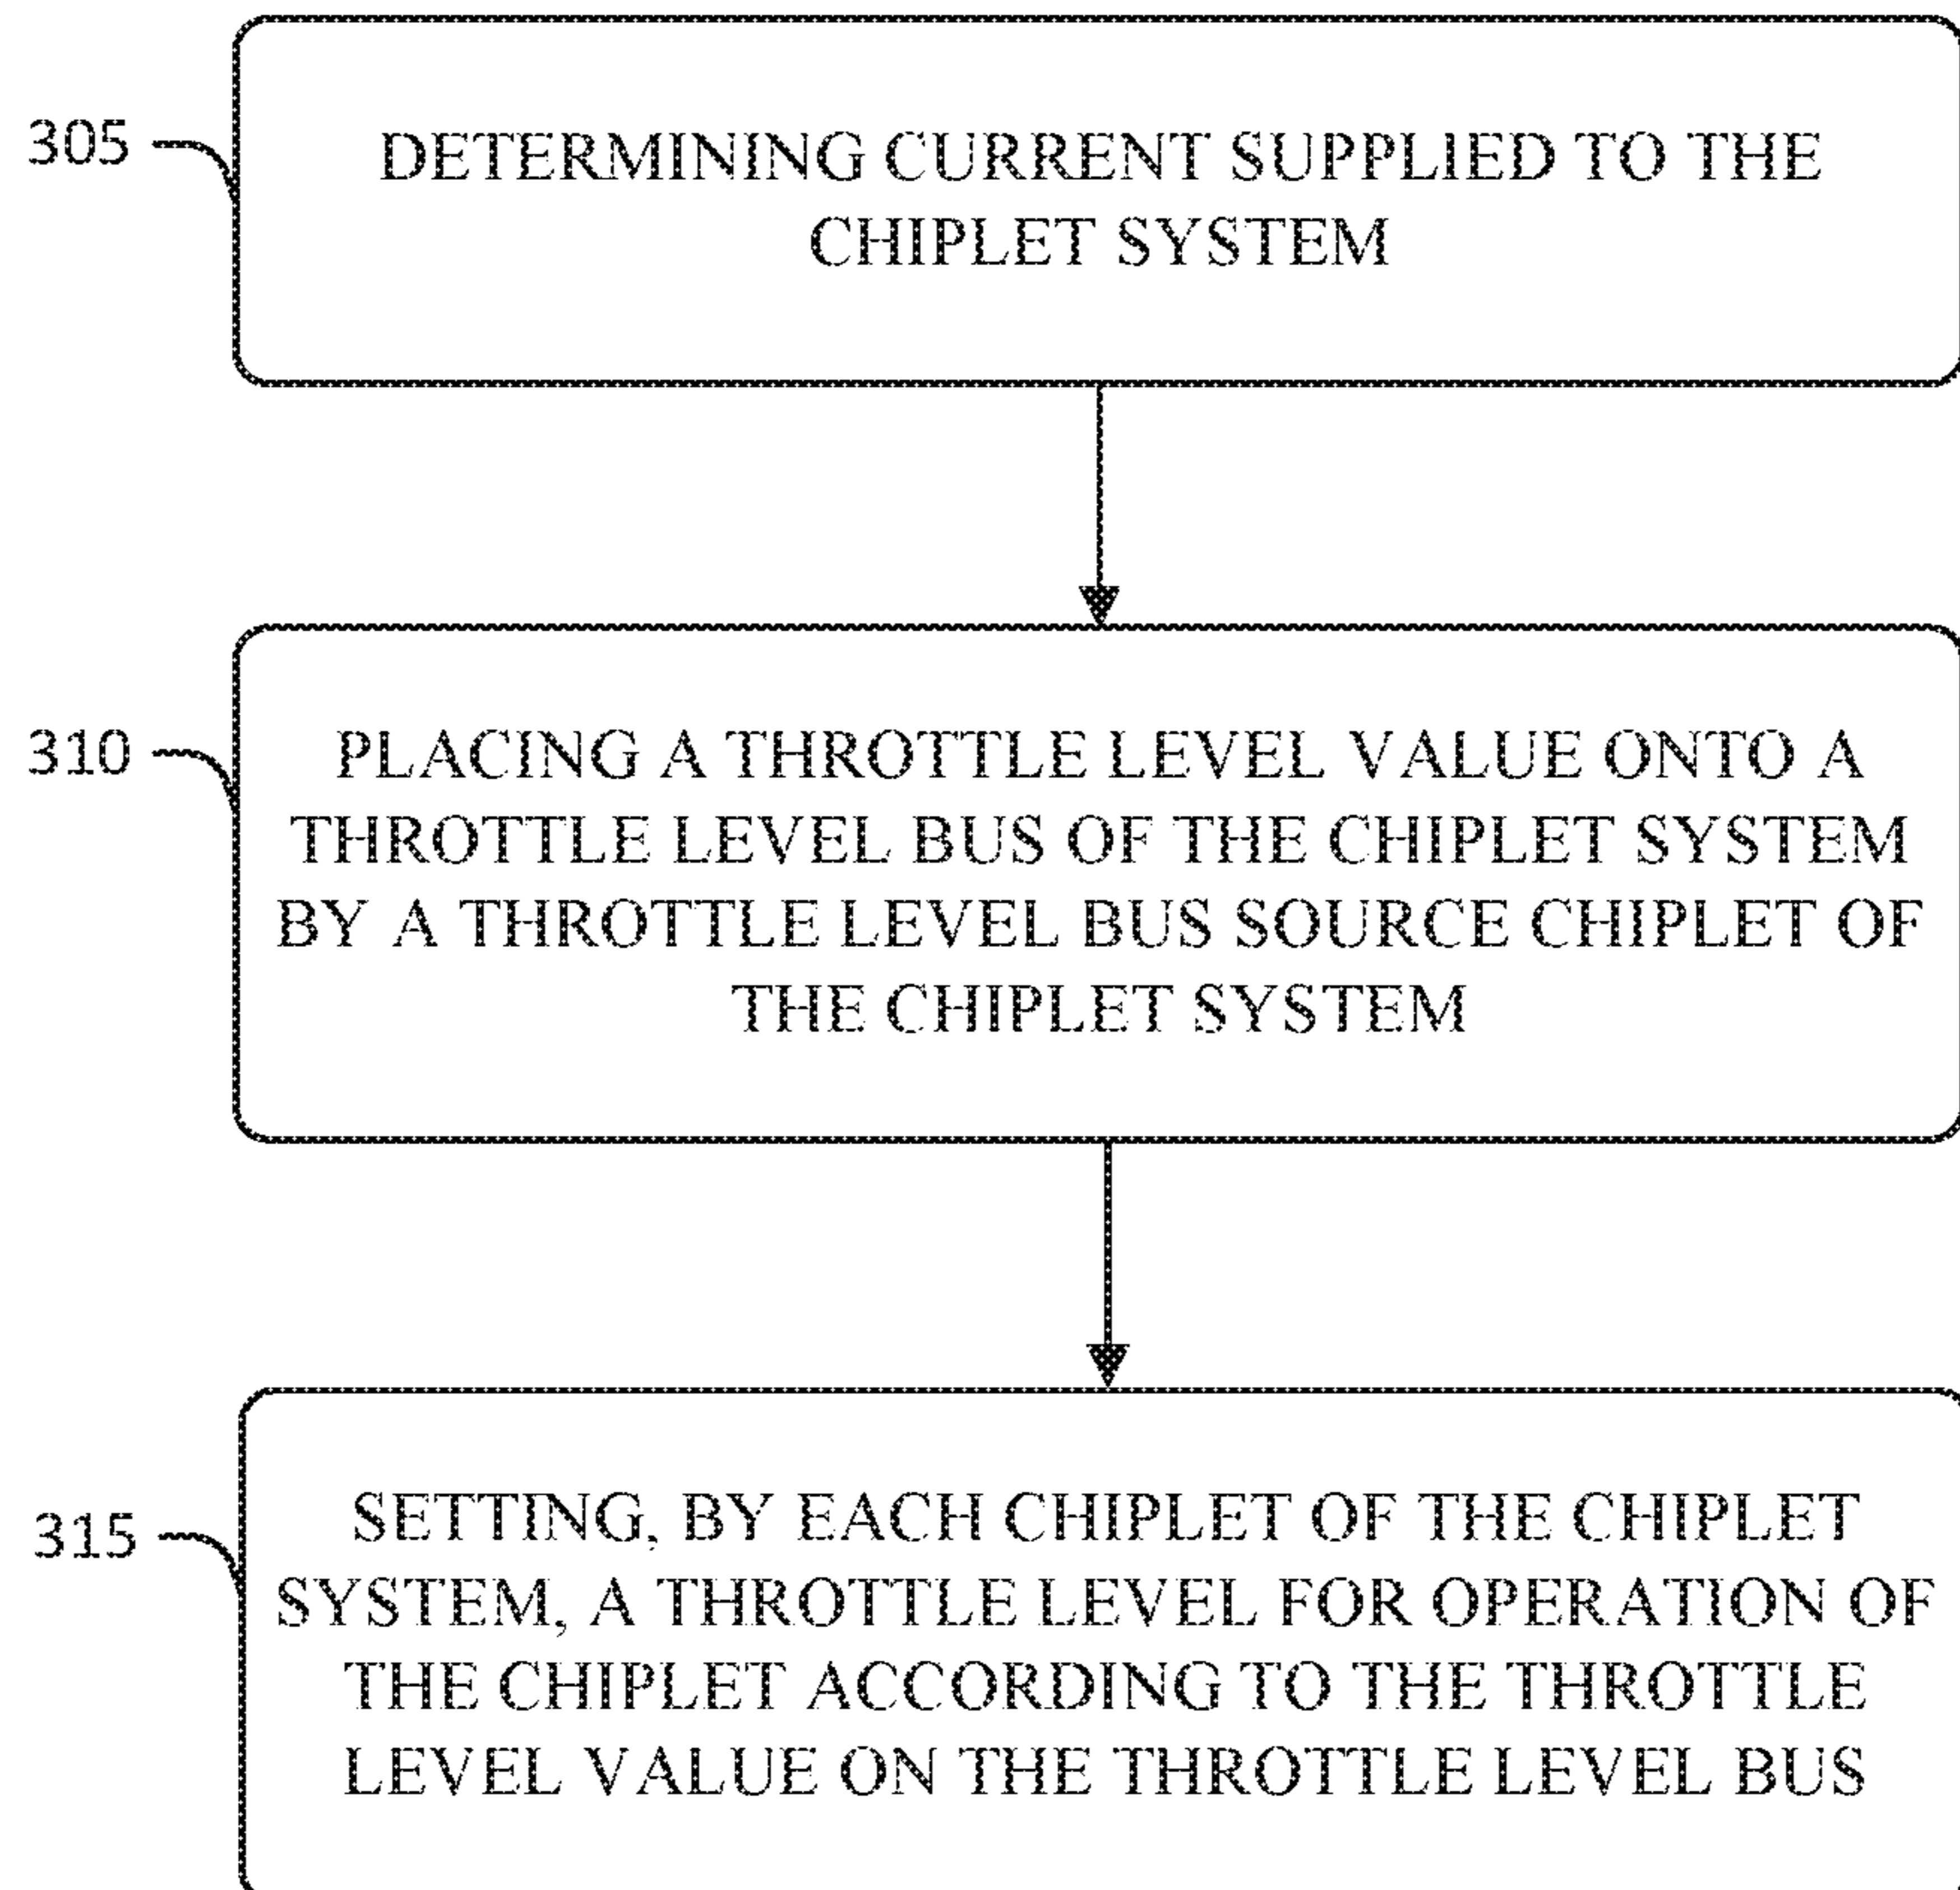 305
DETERMINING CURRENT SUPPLIED TO THE
CHIPLET SYSTEM
310
PLACING A THROTTLE LEVEL VALUE ONTO A
THROTTLE LEVEL BUS OF THE CHIPLET SYSTEM
BY A THROTTLE LEVEL BUS SOURCE CHIPLET OF
THE CHIPLET SYSTEM
315
SETTING, BY EACH CHIPLET OF THE CHIPLET
SYSTEM, A THROTTLE LEVEL FOR OPERATION OF
THE CHIPLET ACCORDING TO THE THROTTLE
LEVEL VALUE ON THE THROTTLE LEVEL BUS